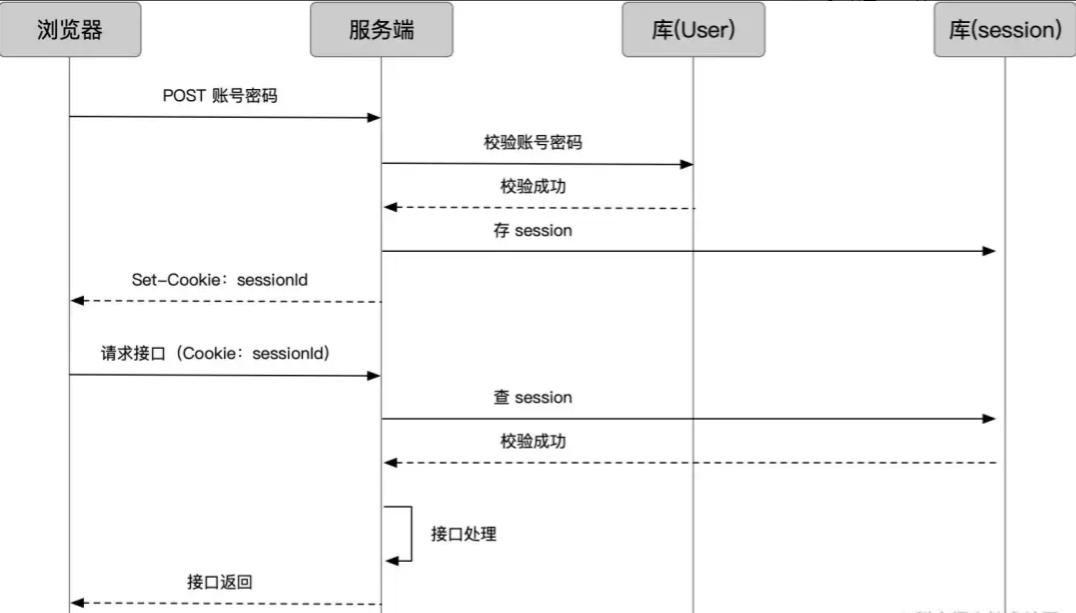 浏览器
服务端
库(User)
库(session)
POST 账号密码
校验账号密码
校验成功
存 session
Set-Cookie：sessionId
请求接口（Cookie：sessionId）
查 session
校验成功
接口处理
接口返回